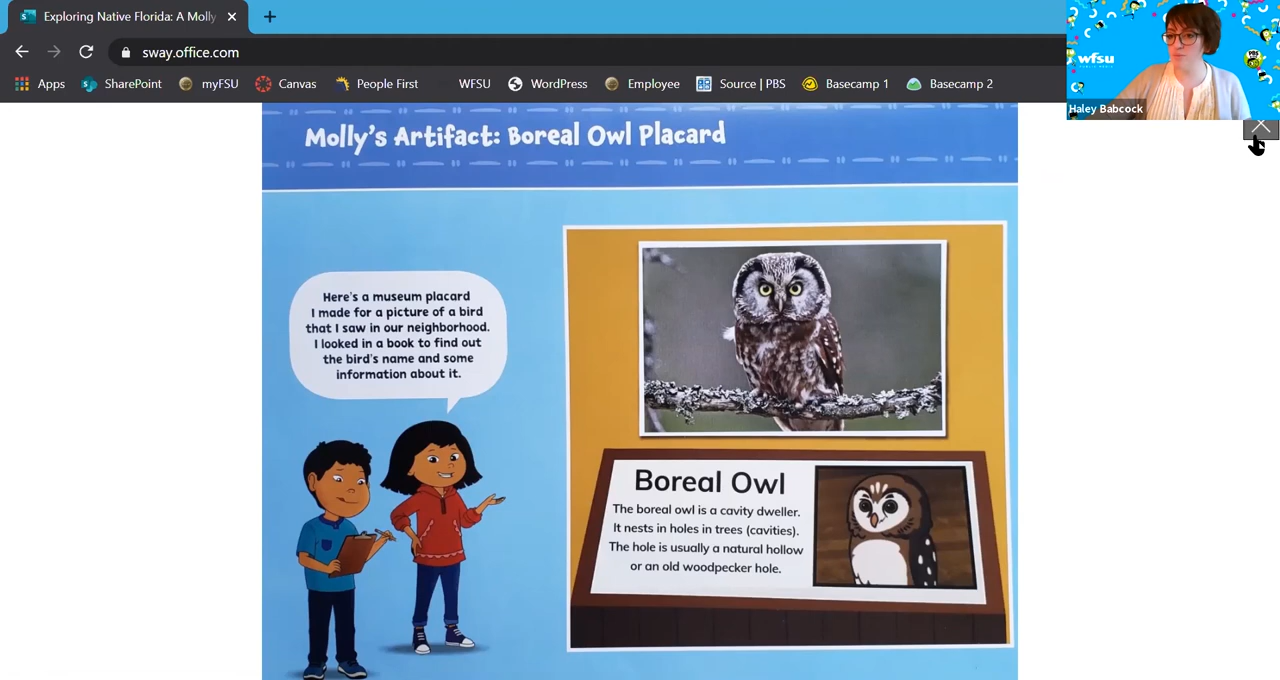 Exploring Native Florida: A Molly
sway.office.com
Apps SharePoint myFSU Canvas People First WFSU WordPress Employee Source | PBS Basecamp 1 Basecamp 2
wfsu
PUBLIC MEDIA
PBS
Haley Babcock
Molly's Artifact: Boreal Owl Placard
Here's a museum placard
I made for a picture of a bird
that I saw in our neighborhood.
I looked in a book to find out
the bird's name and some
information about it.
Boreal Owl
The boreal owl is a cavity dweller.
It nests in holes in trees (cavities).
The hole is usually a natural hollow
or an old woodpecker hole.